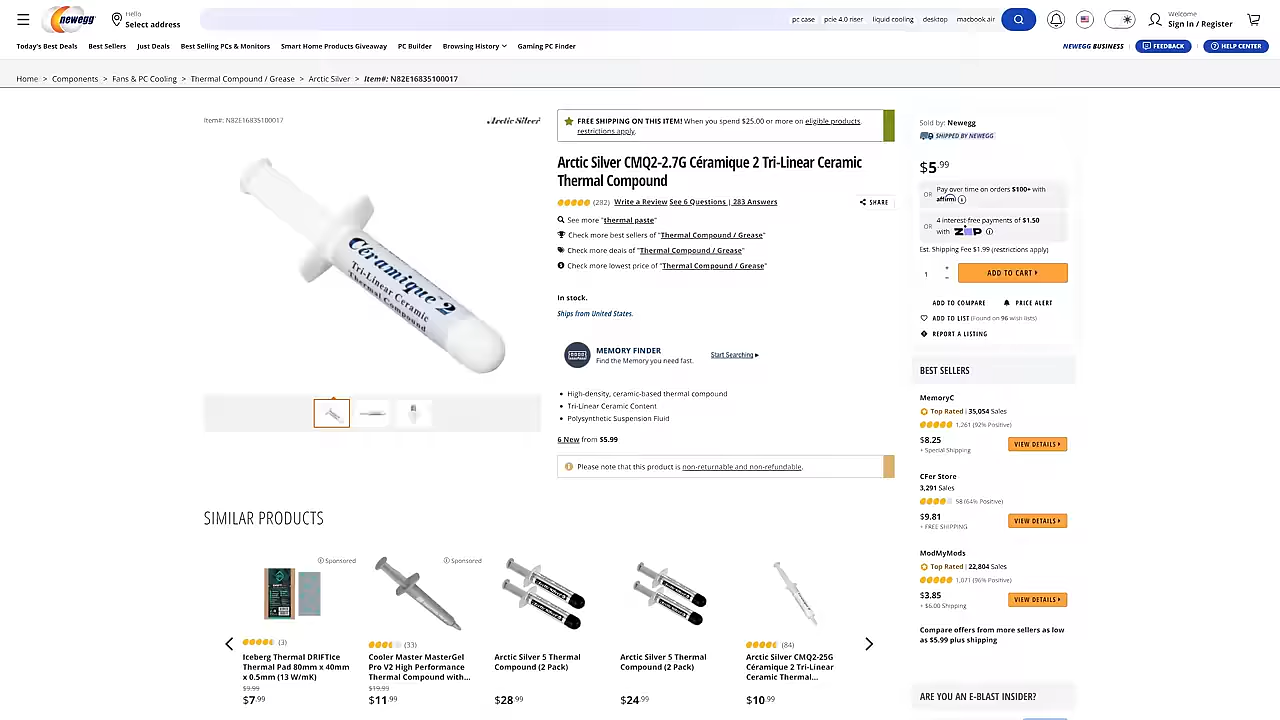 newegg
Hello
Select address
pc case
pcie 4.0 riser
liquid cooling
desktop
macbook air
Welcome
Sign In / Register
Today's Best Deals
Best Sellers
Just Deals
Best Selling PCs & Monitors
Smart Home Products Giveaway
PC Builder
Browsing History
Gaming PC Finder
NEWEGG BUSINESS
FEEDBACK
HELP CENTER
Home > Components > Fans & PC Cooling > Thermal Compound / Grease > Arctic Silver > Item#: N82E16835100017
Item#: N82E16835100017
Arctic Silver
Céramique 2
Tri-Linear Ceramic
Thermal Compound
FREE SHIPPING ON THIS ITEM! When you spend $25.00 or more on eligible products.
restrictions apply.
Arctic Silver CMQ2-2.7G Céramique 2 Tri-Linear Ceramic
Thermal Compound
(282) Write a Review See 6 Questions | 283 Answers
SHARE
See more "thermal paste"
Check more best sellers of "Thermal Compound / Grease"
Check more deals of "Thermal Compound / Grease"
Check more lowest price of "Thermal Compound / Grease"
In stock.
Ships from United States.
MEMORY FINDER
Find the Memory you need fast.
Start Searching
• High-density, ceramic-based thermal compound
• Tri-Linear Ceramic Content
• Polysynthetic Suspension Fluid
6 New from $5.99
Please note that this product is non-returnable and non-refundable.
Sold by: Newegg
SHIPPED BY NEWEGG
$5.99
OR
Pay over time on orders $100+ with
affirm
OR
4 interest-free payments of $1.50
with Zip
Est. Shipping Fee $1.99 (restrictions apply)
1
+
-
ADD TO CART
ADD TO COMPARE
PRICE ALERT
ADD TO LIST (Found on 96 wish lists)
REPORT A LISTING
BEST SELLERS
MemoryC
Top Rated | 35,054 Sales
1,261 (92% Positive)
$8.25
+ Special Shipping
VIEW DETAILS
CFer Store
3,291 Sales
58 (64% Positive)
$9.81
+ FREE SHIPPING
VIEW DETAILS
ModMyMods
Top Rated | 22,804 Sales
1,071 (96% Positive)
$3.85
+ $6.00 Shipping
VIEW DETAILS
Compare offers from more sellers as low
as $5.99 plus shipping
ARE YOU AN E-BLAST INSIDER?
SIMILAR PRODUCTS
Sponsored
(3)
Iceberg Thermal DRIFTIce
Thermal Pad 80mm x 40mm
x 0.5mm (13 W/mK)
$9.99
$7.99
Sponsored
(33)
Cooler Master MasterGel
Pro V2 High Performance
Thermal Compound with...
$19.99
$11.99
Arctic Silver 5 Thermal
Compound (2 Pack)
$28.99
Arctic Silver 5 Thermal
Compound (2 Pack)
$24.99
(84)
Arctic Silver CMQ2-25G
Céramique 2 Tri-Linear
Ceramic Thermal...
$10.99